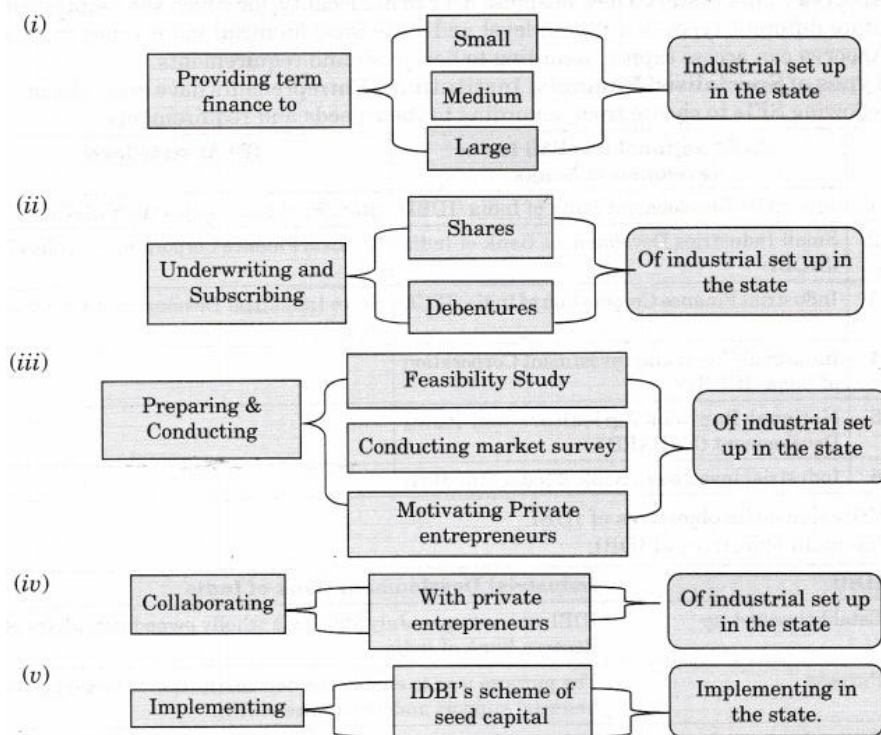 (i)
Providing term
finance to
Small
Medium
Large
Industrial set up in
the state
(ii)
Underwriting and
Subscribing
Shares
Debentures
Of industrial set up in
the state
(iii)
Preparing &
Conducting
Feasibility Study
Conducting market survey
Motivating Private
entrepreneurs
Of industrial set
up in the state
(iv)
Collaborating
With private
entrepreneurs
Of industrial set up
in the state
(v)
Implementing
IDBI's scheme of
seed capital
Implementing in
the state.